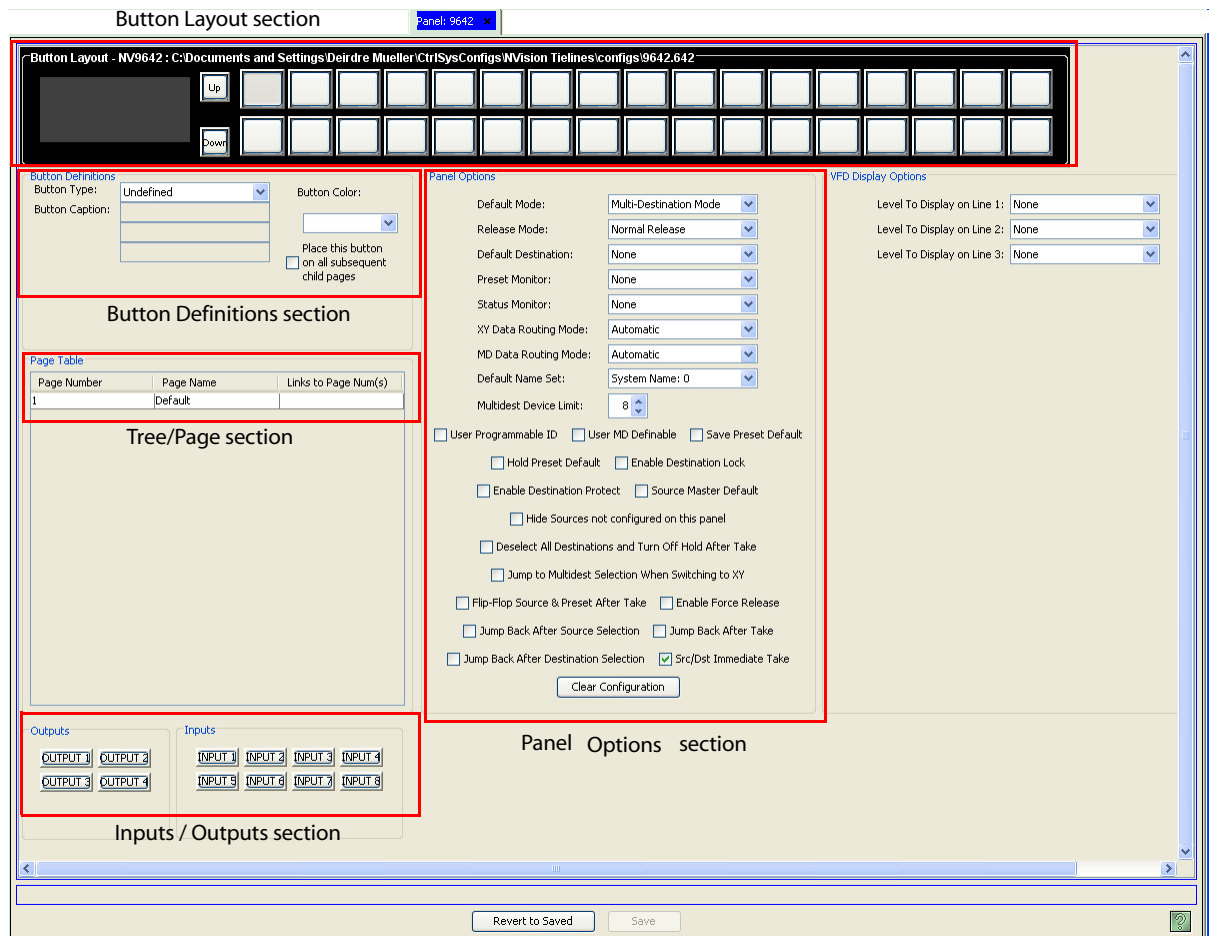 Button Layout section
Panel: 9642 ×
Button Layout - NV9642 : C:\Documents and Settings\Deirdre Mueller\CtrlSysConfigs\NVision Tielines\configs\9642.642
Up
Down
Button Definitions
Button Type: Undefined
Button Color:
Button Caption:
Place this button
on all subsequent
child pages
Button Definitions section
Page Table
Page Number Page Name Links to Page Num(s)
1 Default
Tree/Page section
Outputs
OUTPUT 1 OUTPUT 2
OUTPUT 3 OUTPUT 4
Inputs
INPUT 1 INPUT 2 INPUT 3 INPUT 4
INPUT 5 INPUT 6 INPUT 7 INPUT 8
Inputs / Outputs section
Panel Options
Default Mode: Multi-Destination Mode
Release Mode: Normal Release
Default Destination: None
Preset Monitor: None
Status Monitor: None
XY Data Routing Mode: Automatic
MD Data Routing Mode: Automatic
Default Name Set: System Name: 0
Multidest Device Limit: 8
User Programmable ID User MD Definable Save Preset Default
Hold Preset Default Enable Destination Lock
Enable Destination Protect Source Master Default
Hide Sources not configured on this panel
Deselect All Destinations and Turn Off Hold After Take
Jump to Multidest Selection When Switching to XY
Flip-Flop Source & Preset After Take Enable Force Release
Jump Back After Source Selection Jump Back After Take
Jump Back After Destination Selection Src/Dst Immediate Take
Clear Configuration
Panel Options section
VFD Display Options
Level To Display on Line 1: None
Level To Display on Line 2: None
Level To Display on Line 3: None
Revert to Saved
Save
?